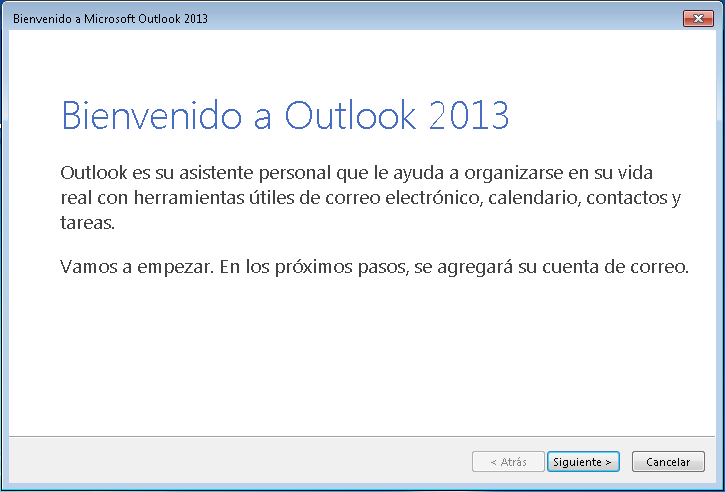 Bienvenido a Microsoft Outlook 2013
Bienvenido a Outlook 2013
Outlook es su asistente personal que le ayuda a organizarse en su vida
real con herramientas útiles de correo electrónico, calendario, contactos y
tareas.
Vamos a empezar. En los próximos pasos, se agregará su cuenta de correo.
< Atrás Siguiente > Cancelar